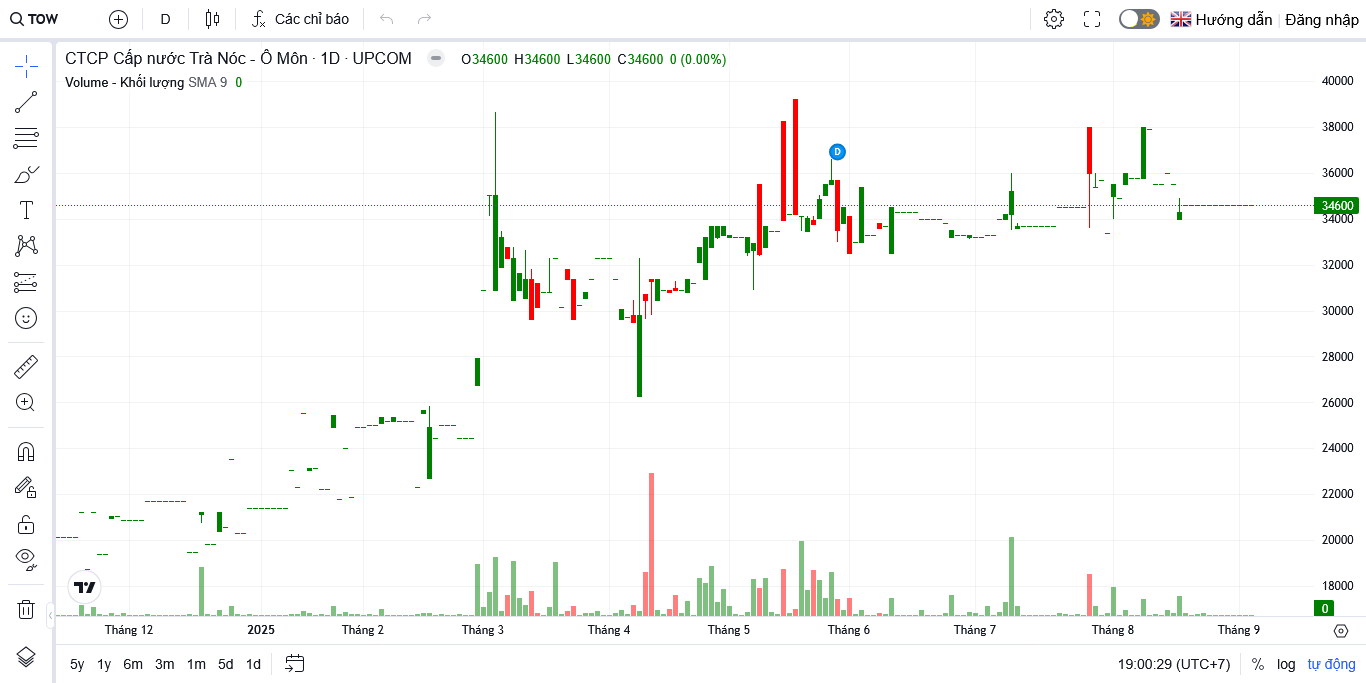 TOW D Các chỉ báo Hướng dẫn Đăng nhập
CTCP Cấp nước Trà Nóc - Ô Môn · 1D · UPCOM O34600 H34600 L34600 C34600 0 (0.00%)
Volume - Khối lượng SMA 9 0
40000
38000
D
36000
34600
34000
32000
30000
28000
26000
24000
22000
20000
18000
0
Tháng 12 2025 Tháng 2 Tháng 3 Tháng 4 Tháng 5 Tháng 6 Tháng 7 Tháng 8 Tháng 9
5y 1y 6m 3m 1m 5d 1d 19:00:29 (UTC+7) % log tự động